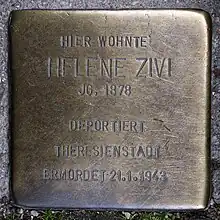 HIER WOHNTE
HELENE ZIVI
JG. 1878
DEPORTIERT
THERESIENSTADT
ERMORDET 21.1.1943